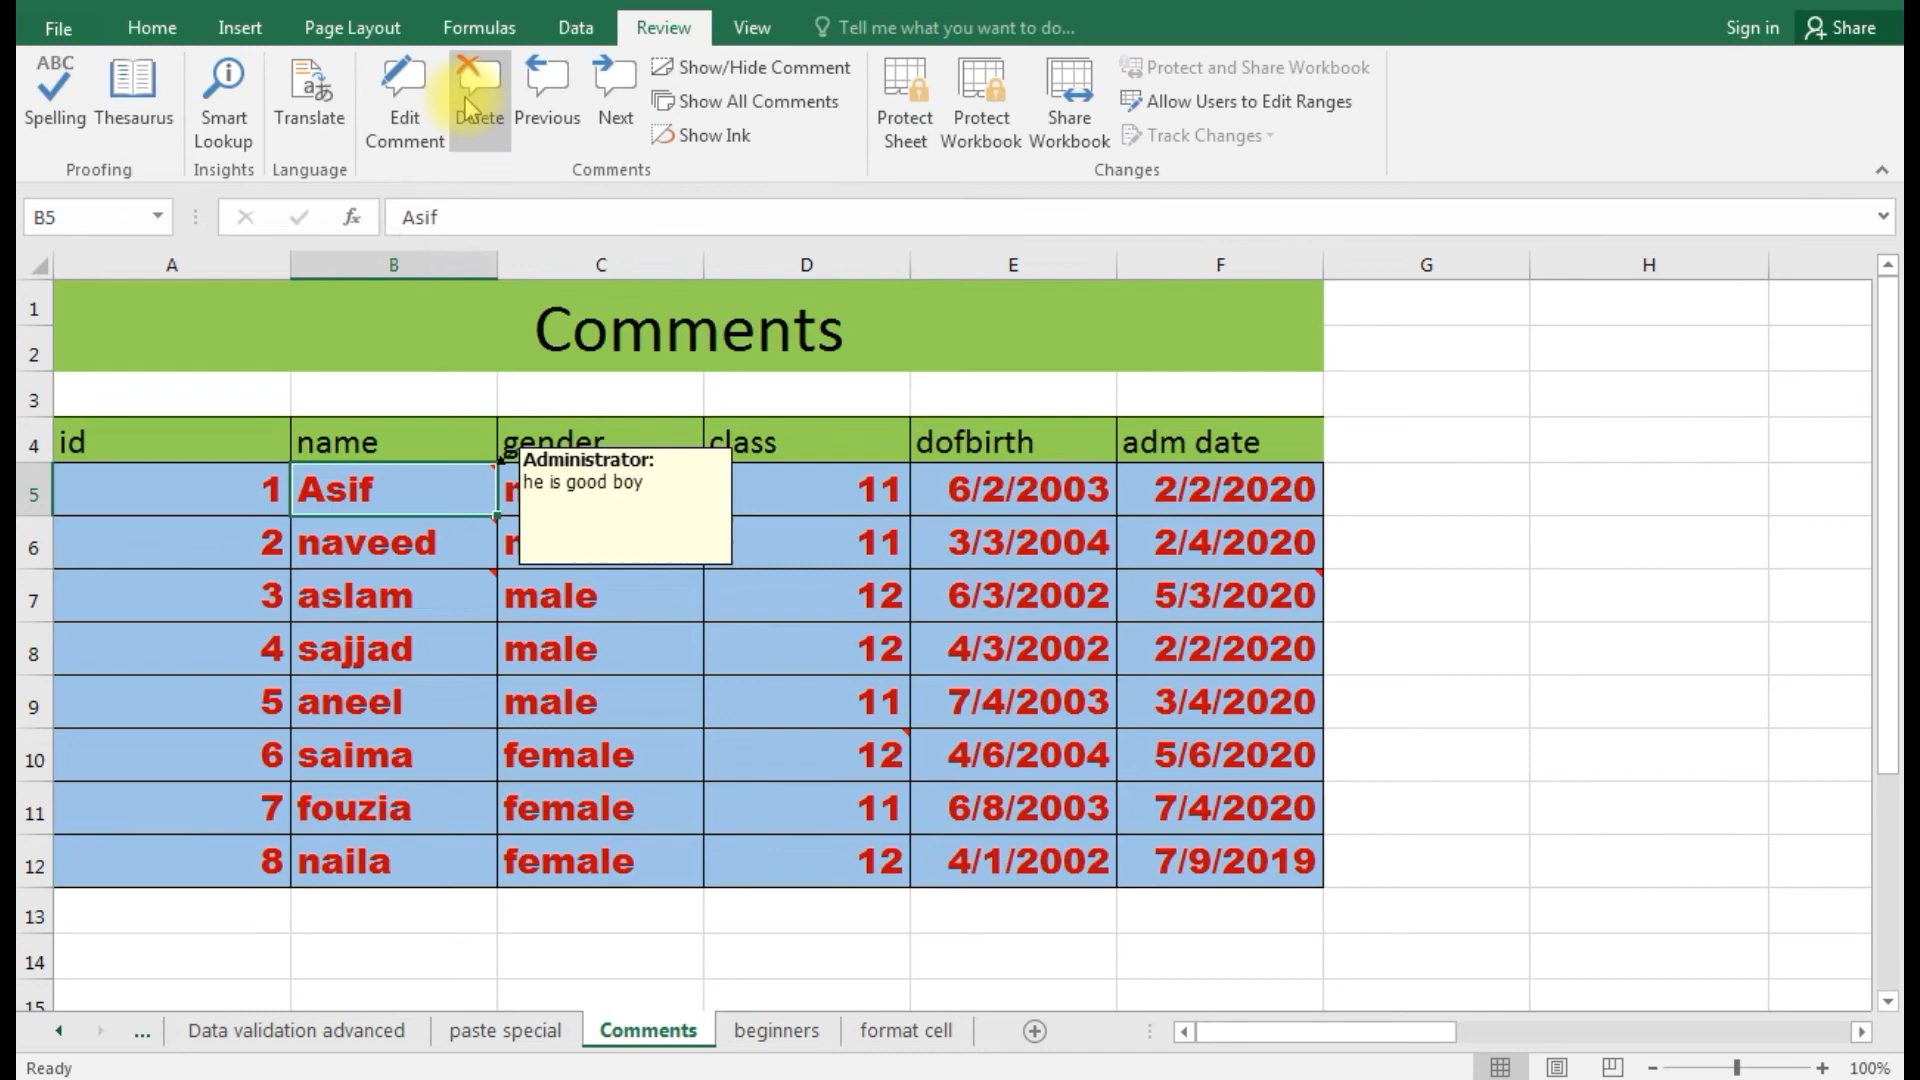 File Home Insert Page Layout Formulas Data Review View Tell me what you want to do... Sign in Share
ABC
Spelling Thesaurus Smart Lookup Translate Edit Comment Delete Previous Next
Show/Hide Comment
Show All Comments
Show Ink
Protect Sheet Protect Workbook Share Workbook
Protect and Share Workbook
Allow Users to Edit Ranges
Track Changes
Proofing Insights Language Comments Changes
B5 fx Asif
A B C D E F G H
1
Comments
2
3
4 id name gender class dofbirth adm date
Administrator:
he is good boy
5 1 Asif 11 6/2/2003 2/2/2020
6 2 naveed 11 3/3/2004 2/4/2020
7 3 aslam male 12 6/3/2002 5/3/2020
8 4 sajjad male 12 4/3/2002 2/2/2020
9 5 aneel male 11 7/4/2003 3/4/2020
10 6 saima female 12 4/6/2004 5/6/2020
11 7 fouzia female 11 6/8/2003 7/4/2020
12 8 naila female 12 4/1/2002 7/9/2019
13
14
15
... Data validation advanced paste special Comments beginners format cell
Ready 100%